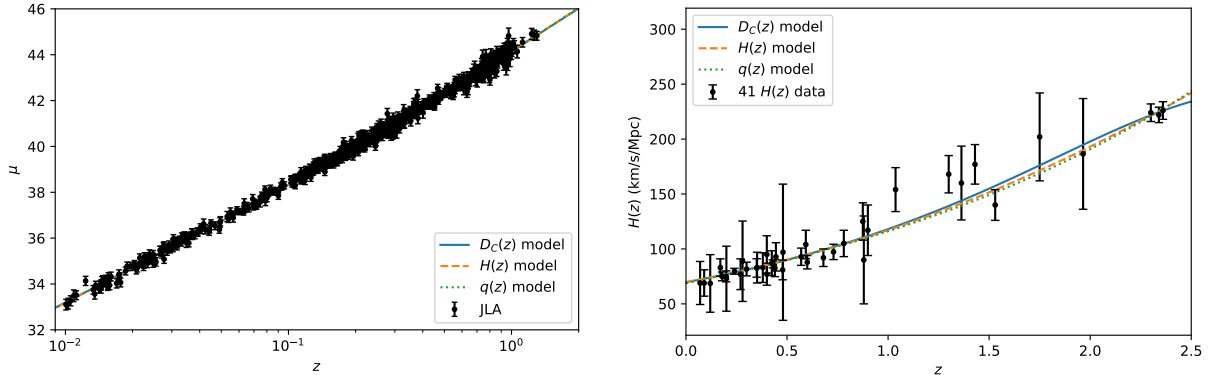 46
44
42
40
38
36
34
32
μ
10⁻²
10⁻¹
10⁰
z
D_C(z) model
H(z) model
q(z) model
JLA
300
250
200
150
100
50
H(z) (km/s/Mpc)
0.0
0.5
1.0
1.5
2.0
2.5
z
D_C(z) model
H(z) model
q(z) model
41 H(z) data